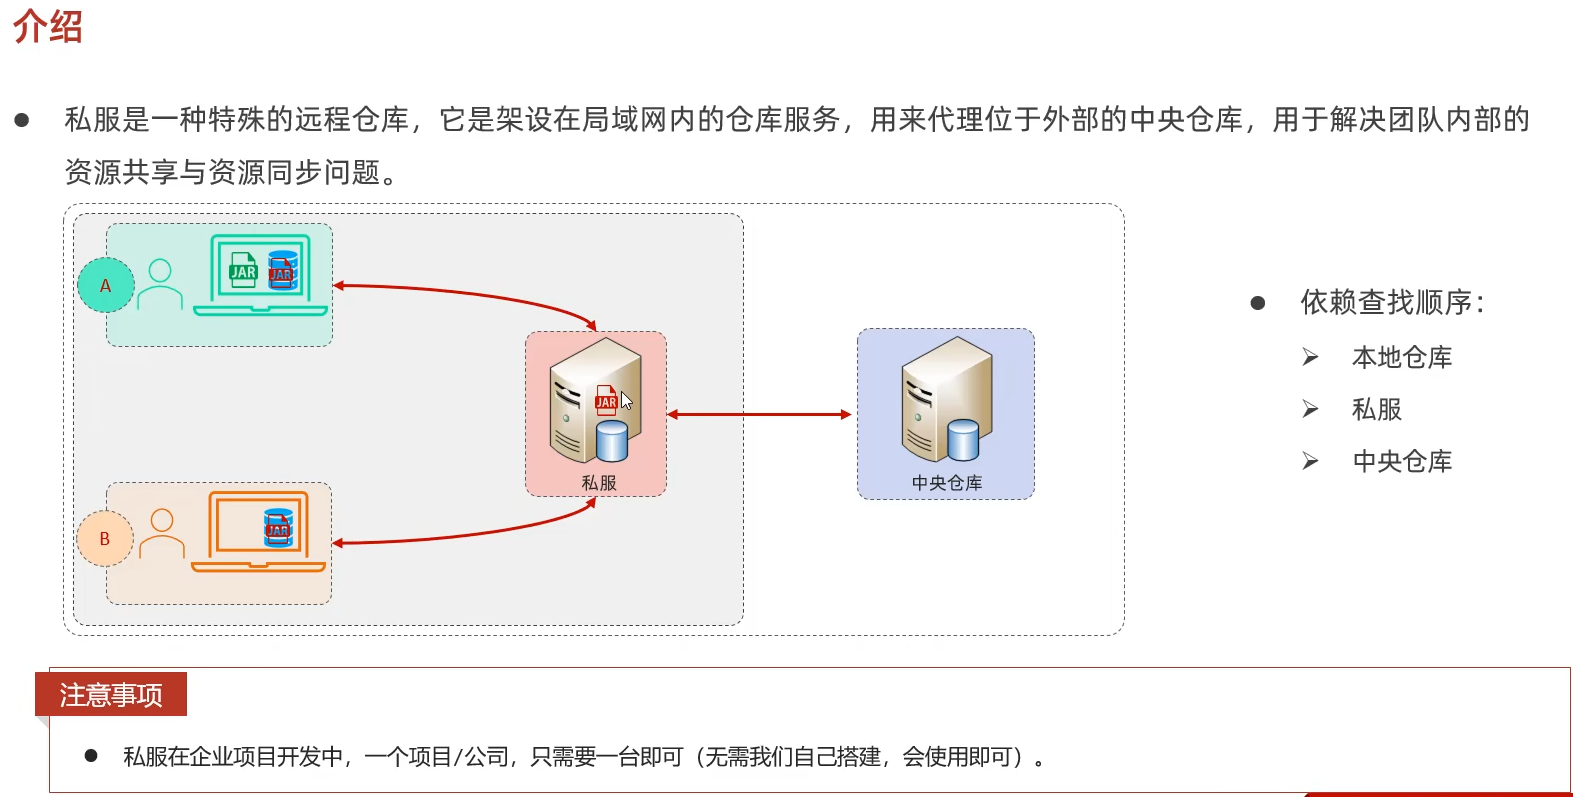 介绍
私服是一种特殊的远程仓库，它是架设在局域网内的仓库服务，用来代理位于外部的中央仓库，用于解决团队内部的
资源共享与资源同步问题。
A
JAR
JAR
依赖查找顺序：
本地仓库
私服
中央仓库
JAR
私服
中央仓库
B
JAR
注意事项
私服在企业项目开发中，一个项目/公司，只需要一台即可（无需我们自己搭建，会使用即可）。